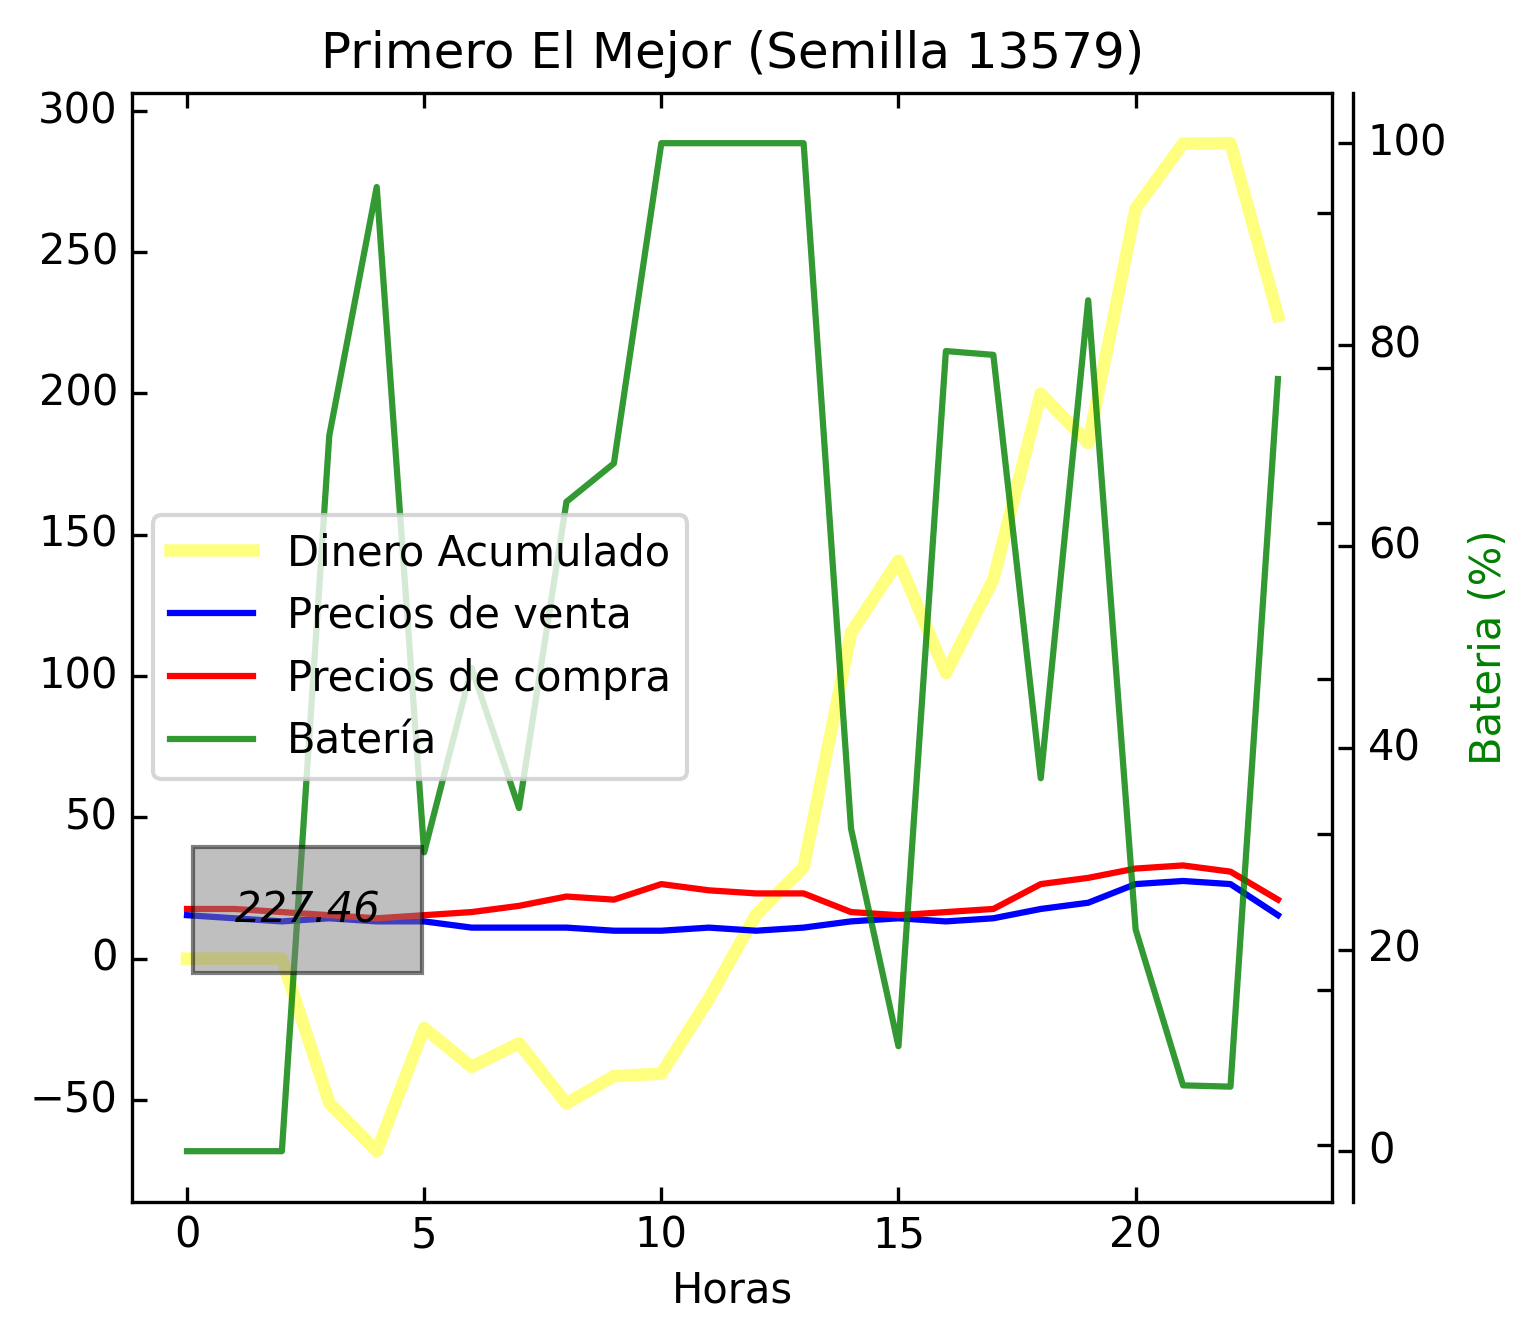 Primero El Mejor (Semilla 13579)
300
250
200
150
100
50
0
−50
100
80
60
40
20
0
Bateria (%)
Dinero Acumulado
Precios de venta
Precios de compra
Batería
227.46
0 5 10 15 20
Horas